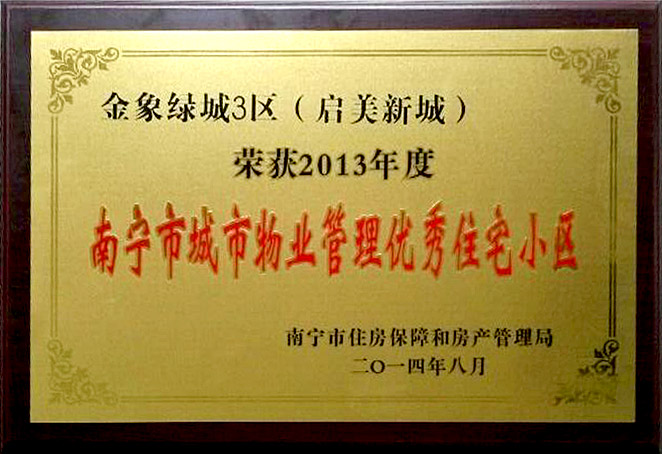 金象绿城3区（启美新城）
荣获2013年度
南宁市城市物业管理优秀住宅小区
南宁市住房保障和房产管理局
二〇一四年八月